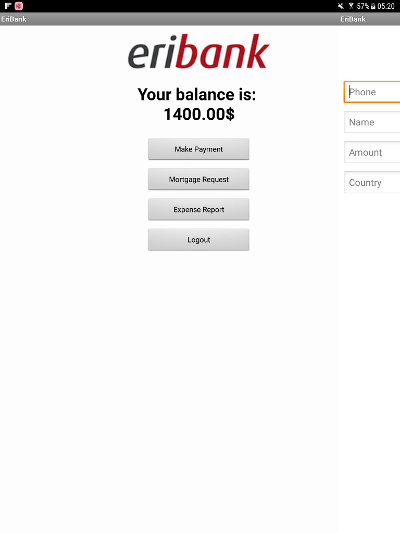 57% 05:20
EriBank
EriBank
eribank
Your balance is:
1400.00$
Make Payment
Mortgage Request
Expense Report
Logout
Phone
Name
Amount
Country